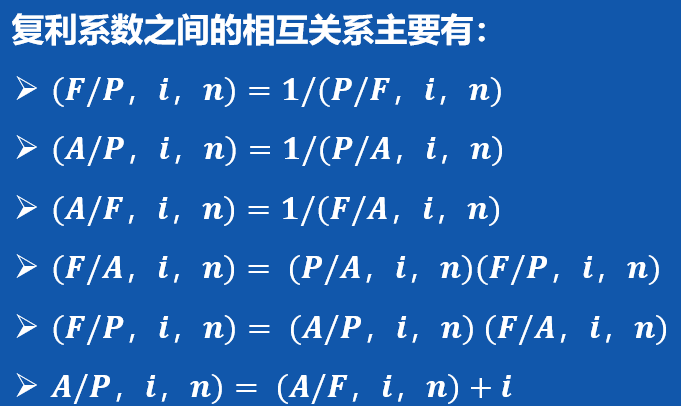 复利系数之间的相互关系主要有：
➢ (F/P，i，n) = 1/(P/F，i，n)
➢ (A/P，i，n) = 1/(P/A，i，n)
➢ (A/F，i，n) = 1/(F/A，i，n)
➢ (F/A，i，n) = (P/A，i，n)(F/P，i，n)
➢ (F/P，i，n) = (A/P，i，n) (F/A，i，n)
➢ A/P，i，n) = (A/F，i，n) + i